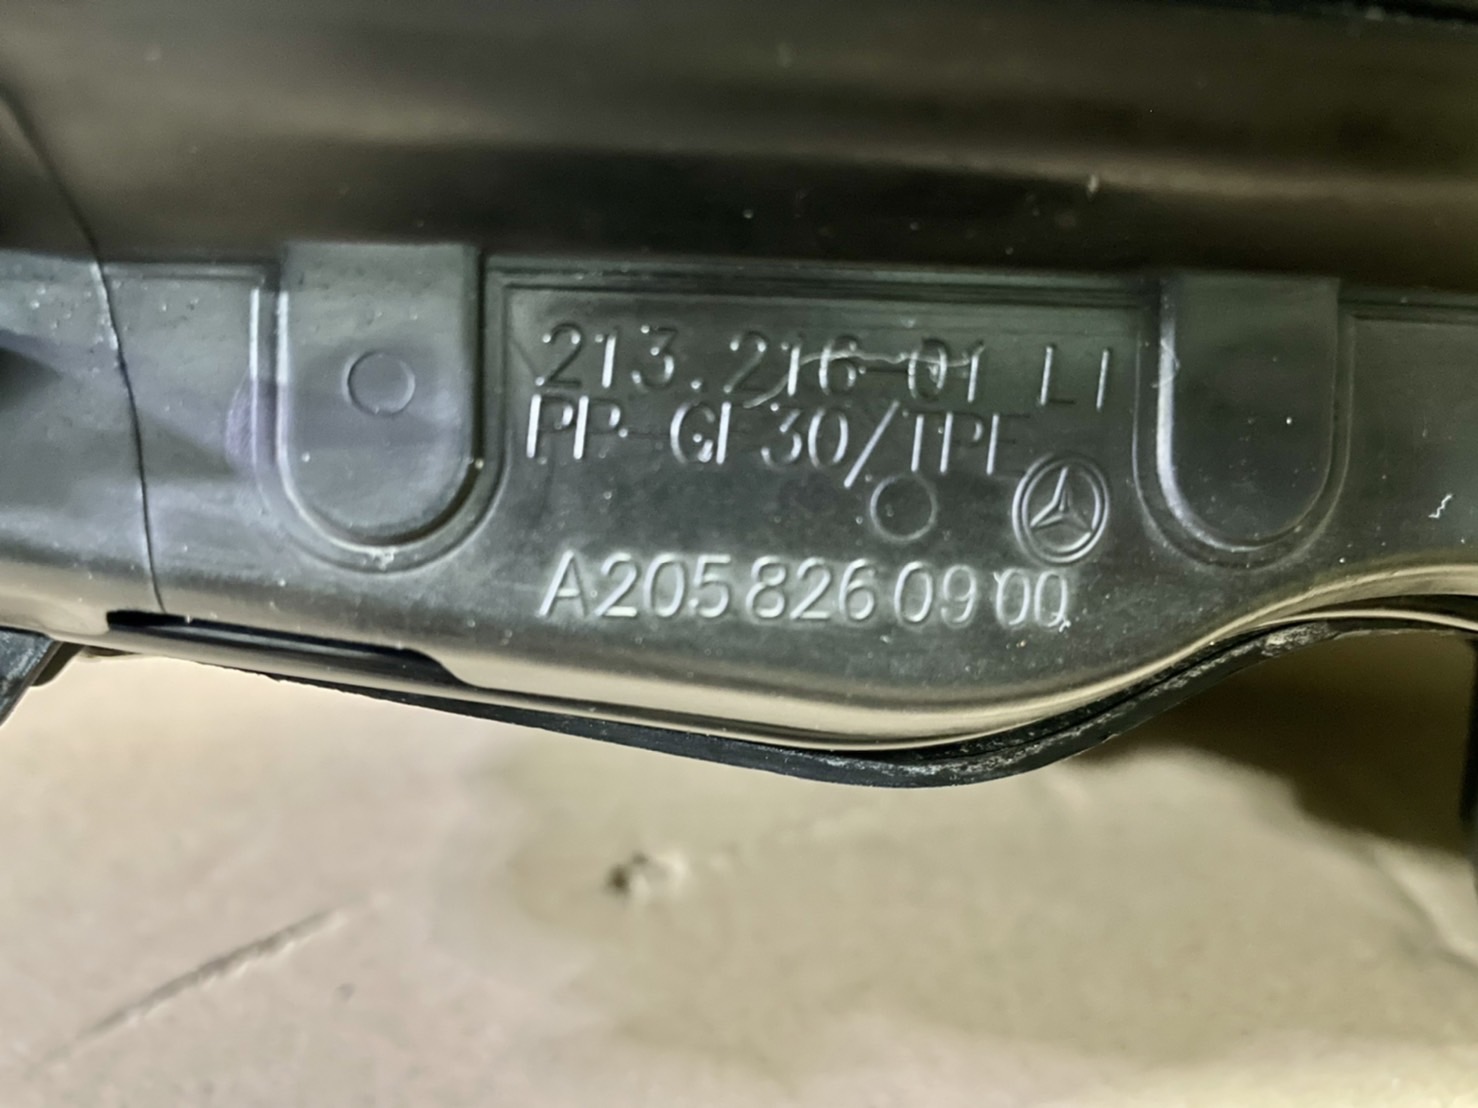 213.216-01 LI
PP-GF30/TPE
A205 826 09 00